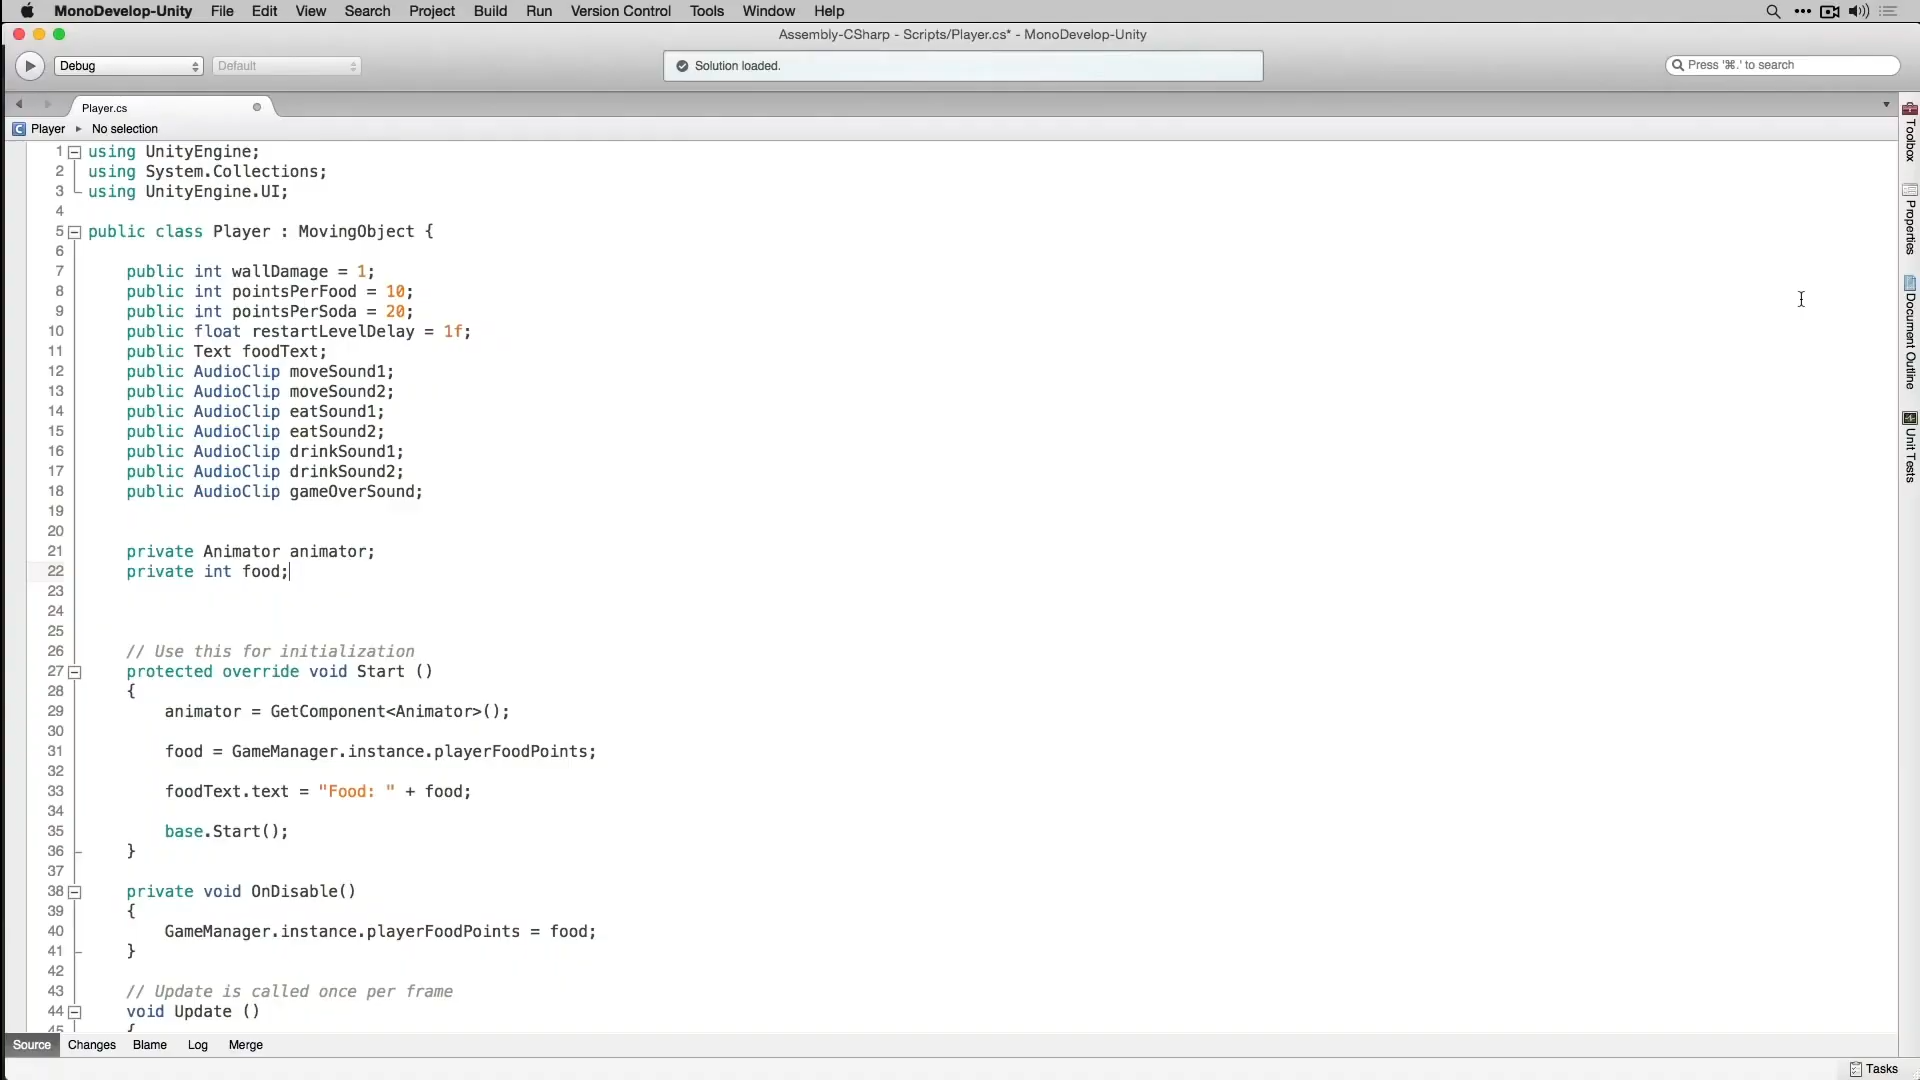 MonoDevelop-Unity File Edit View Search Project Build Run Version Control Tools Window Help
Assembly-CSharp - Scripts/Player.cs* - MonoDevelop-Unity
Debug Default Solution loaded. Press '⌘.' to search
Player.cs
C Player No selection
1 using UnityEngine;
2 using System.Collections;
3 using UnityEngine.UI;
4
5 public class Player : MovingObject {
6
7 public int wallDamage = 1;
8 public int pointsPerFood = 10;
9 public int pointsPerSoda = 20;
10 public float restartLevelDelay = 1f;
11 public Text foodText;
12 public AudioClip moveSound1;
13 public AudioClip moveSound2;
14 public AudioClip eatSound1;
15 public AudioClip eatSound2;
16 public AudioClip drinkSound1;
17 public AudioClip drinkSound2;
18 public AudioClip gameOverSound;
19
20
21 private Animator animator;
22 private int food;
23
24
25
26 // Use this for initialization
27 protected override void Start ()
28 {
29 animator = GetComponent<Animator>();
30
31 food = GameManager.instance.playerFoodPoints;
32
33 foodText.text = "Food: " + food;
34
35 base.Start();
36 }
37
38 private void OnDisable()
39 {
40 GameManager.instance.playerFoodPoints = food;
41 }
42
43 // Update is called once per frame
44 void Update ()
45 {
Source Changes Blame Log Merge
Tasks
Toolbox
Properties
Document Outline
Unit Tests